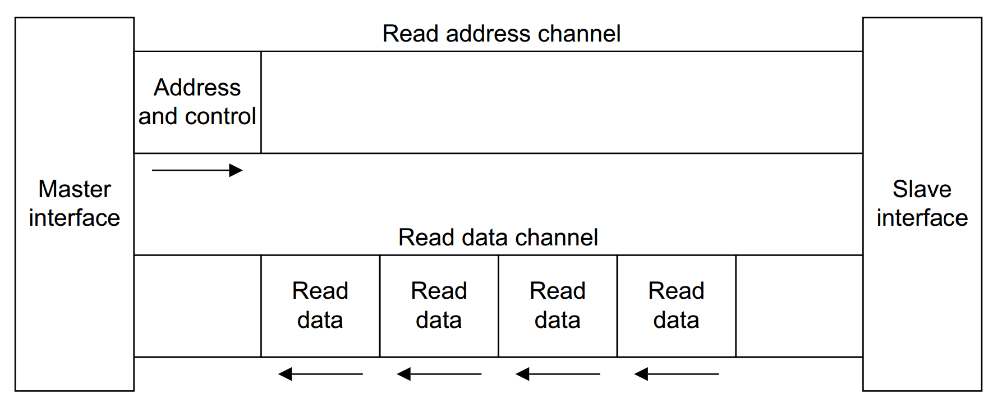 Read address channel
Address
and control
Master
interface
Slave
interface
Read data channel
Read
data
Read
data
Read
data
Read
data